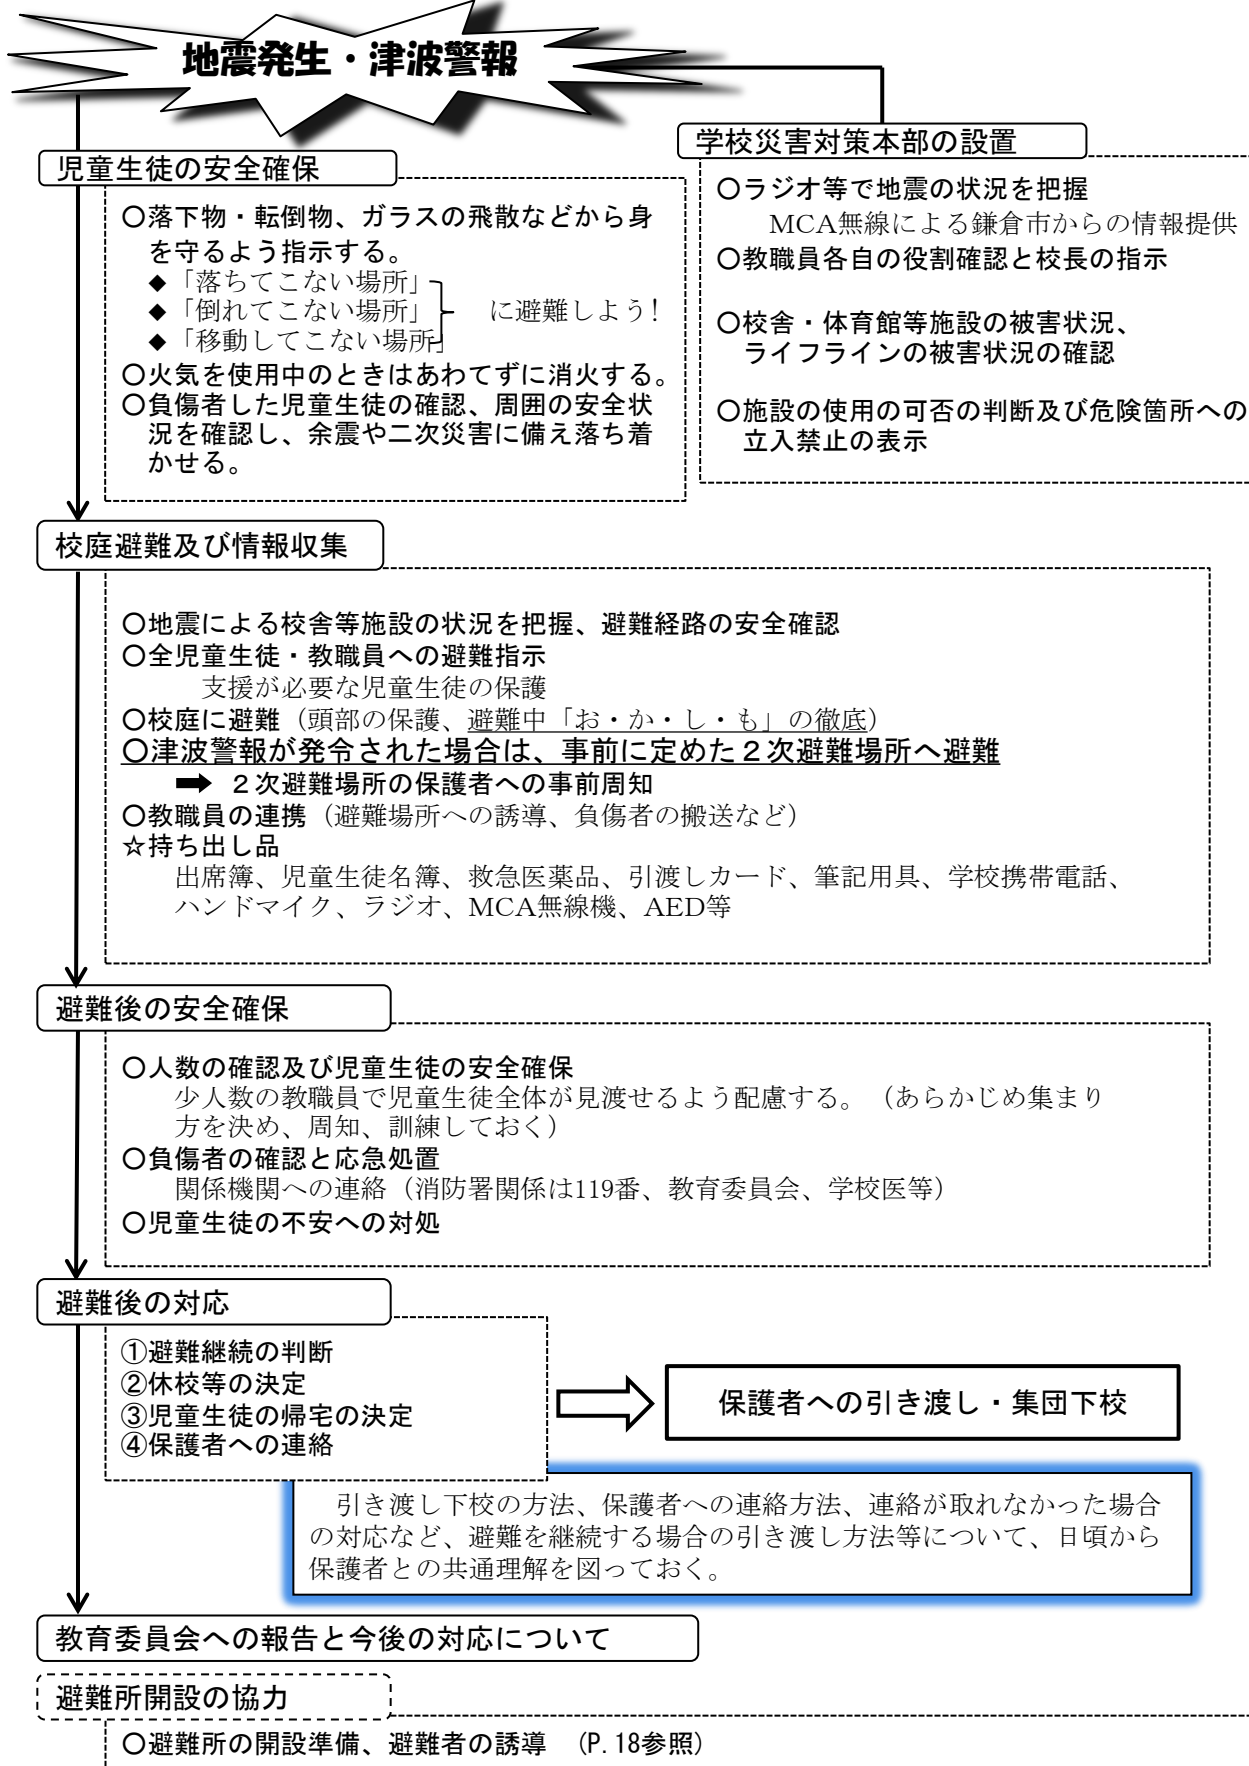 地震発生・津波警報
児童生徒の安全確保
○落下物・転倒物、ガラスの飛散などから身
を守るよう指示する。
◆「落ちてこない場所」
◆「倒れてこない場所」 に避難しよう!
◆「移動してこない場所」
○火気を使用中のときはあわてずに消火する。
○負傷者した児童生徒の確認、周囲の安全状
況を確認し、余震や二次災害に備え落ち着
かせる。
学校災害対策本部の設置
○ラジオ等で地震の状況を把握
MCA無線による鎌倉市からの情報提供
○教職員各自の役割確認と校長の指示
○校舎・体育館等施設の被害状況、
ライフラインの被害状況の確認
○施設の使用の可否の判断及び危険箇所への
立入禁止の表示
校庭避難及び情報収集
○地震による校舎等施設の状況を把握、避難経路の安全確認
○全児童生徒・教職員への避難指示
支援が必要な児童生徒の保護
○校庭に避難（頭部の保護、避難中「お・か・し・も」の徹底）
○津波警報が発令された場合は、事前に定めた２次避難場所へ避難
➡ ２次避難場所の保護者への事前周知
○教職員の連携（避難場所への誘導、負傷者の搬送など）
☆持ち出し品
出席簿、児童生徒名簿、救急医薬品、引渡しカード、筆記用具、学校携帯電話、
ハンドマイク、ラジオ、MCA無線機、AED等
避難後の安全確保
○人数の確認及び児童生徒の安全確保
少人数の教職員で児童生徒全体が見渡せるよう配慮する。（あらかじめ集まり
方を決め、周知、訓練しておく）
○負傷者の確認と応急処置
関係機関への連絡（消防署関係は119番、教育委員会、学校医等）
○児童生徒の不安への対処
避難後の対応
①避難継続の判断
②休校等の決定
③児童生徒の帰宅の決定
④保護者への連絡
保護者への引き渡し・集団下校
引き渡し下校の方法、保護者への連絡方法、連絡が取れなかった場合
の対応など、避難を継続する場合の引き渡し方法等について、日頃から
保護者との共通理解を図っておく。
教育委員会への報告と今後の対応について
避難所開設の協力
○避難所の開設準備、避難者の誘導 （P.18参照）